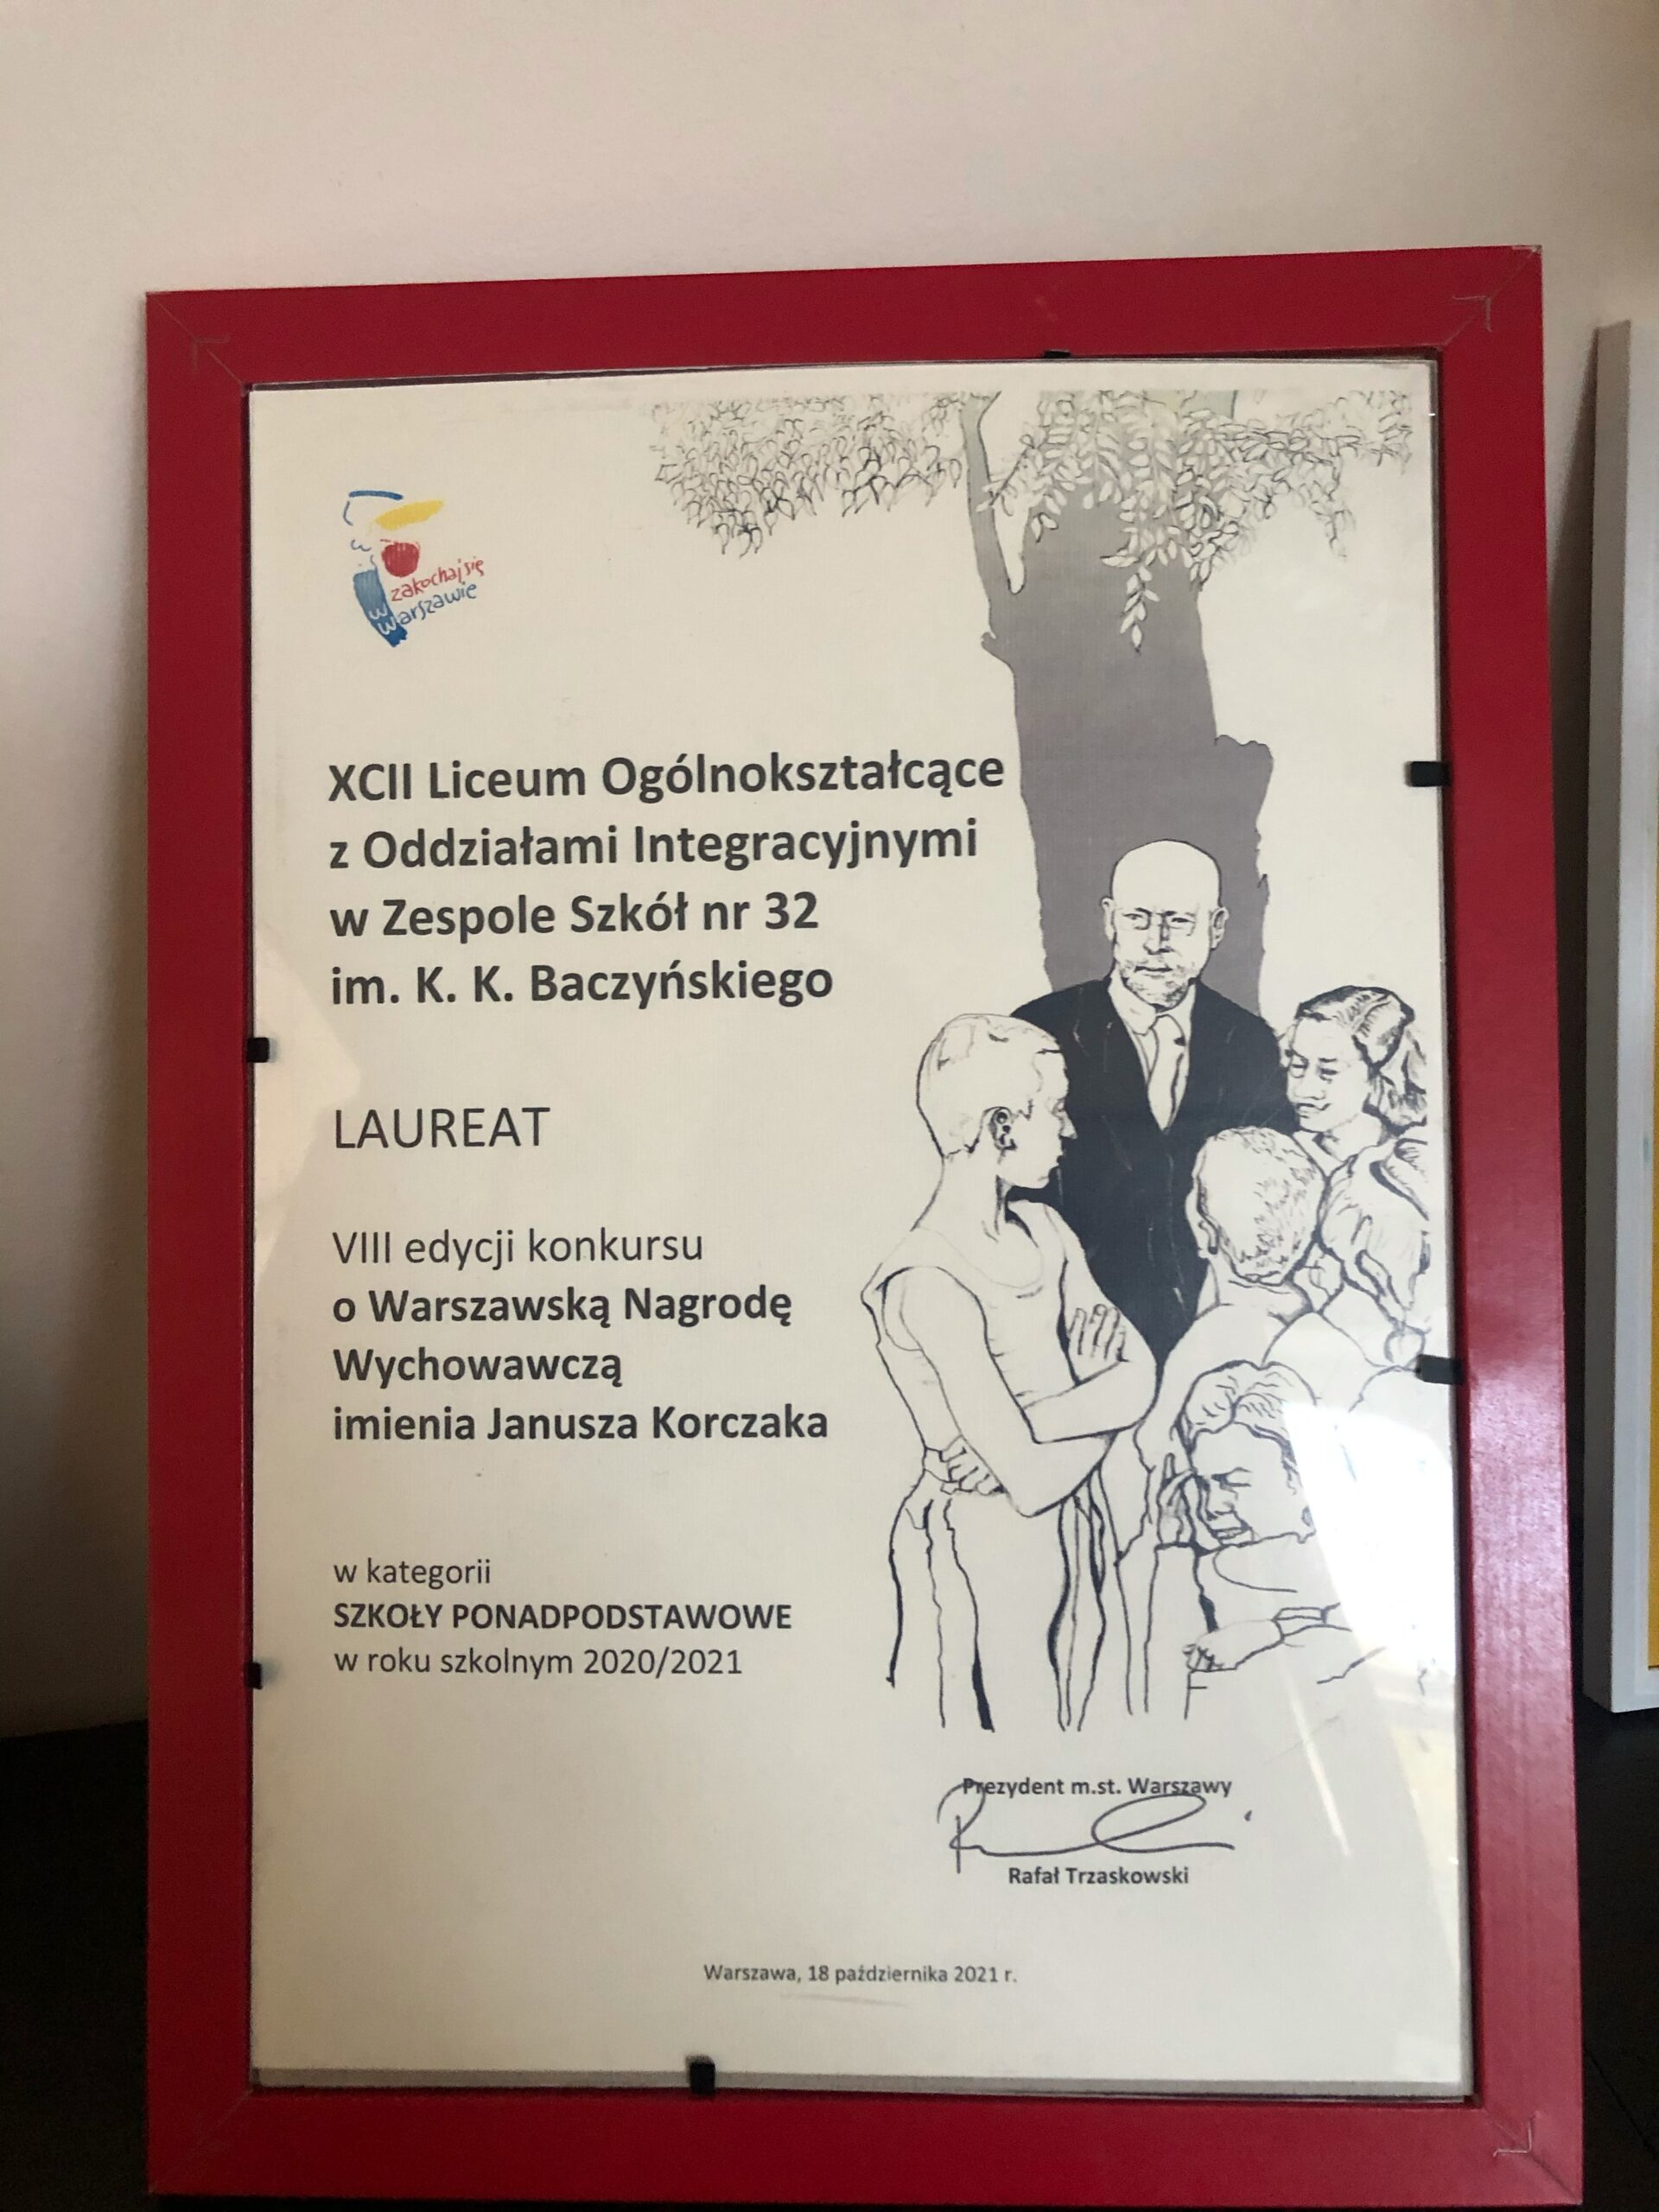 zakochaj się
w Warszawie
XCII Liceum Ogólnokształcące
z Oddziałami Integracyjnymi
w Zespole Szkół nr 32
im. K. K. Baczyńskiego
LAUREAT
VIII edycji konkursu
o Warszawską Nagrodę
Wychowawczą
imienia Janusza Korczaka
w kategorii
SZKOŁY PONADPODSTAWOWE
w roku szkolnym 2020/2021
Prezydent m.st. Warszawy
Rafał Trzaskowski
Warszawa, 18 października 2021 r.